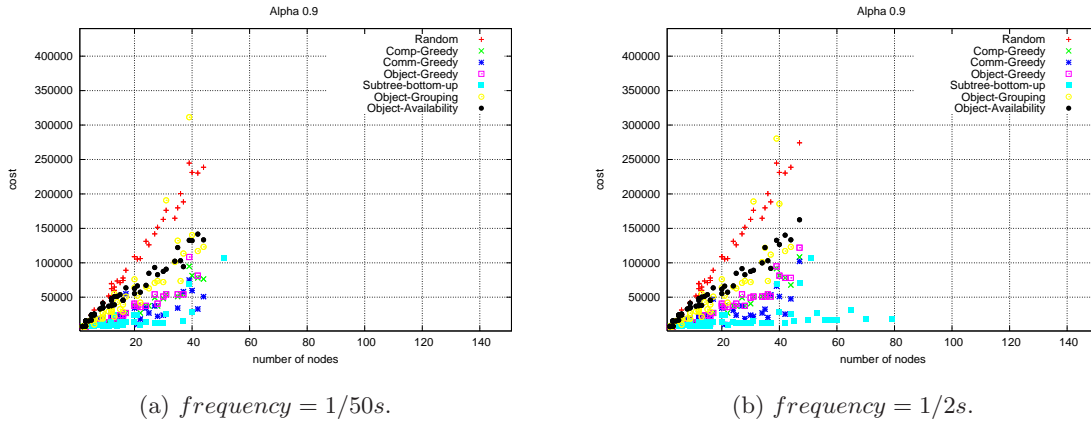 Alpha 0.9
400000
350000
300000
250000
200000
150000
100000
50000
cost
20 40 60 80 100 120 140
number of nodes
Random
Comp-Greedy
Comm-Greedy
Object-Greedy
Subtree-bottom-up
Object-Grouping
Object-Availability
(a) frequency = 1/50s.
Alpha 0.9
400000
350000
300000
250000
200000
150000
100000
50000
cost
20 40 60 80 100 120 140
number of nodes
Random
Comp-Greedy
Comm-Greedy
Object-Greedy
Subtree-bottom-up
Object-Grouping
Object-Availability
(b) frequency = 1/2s.